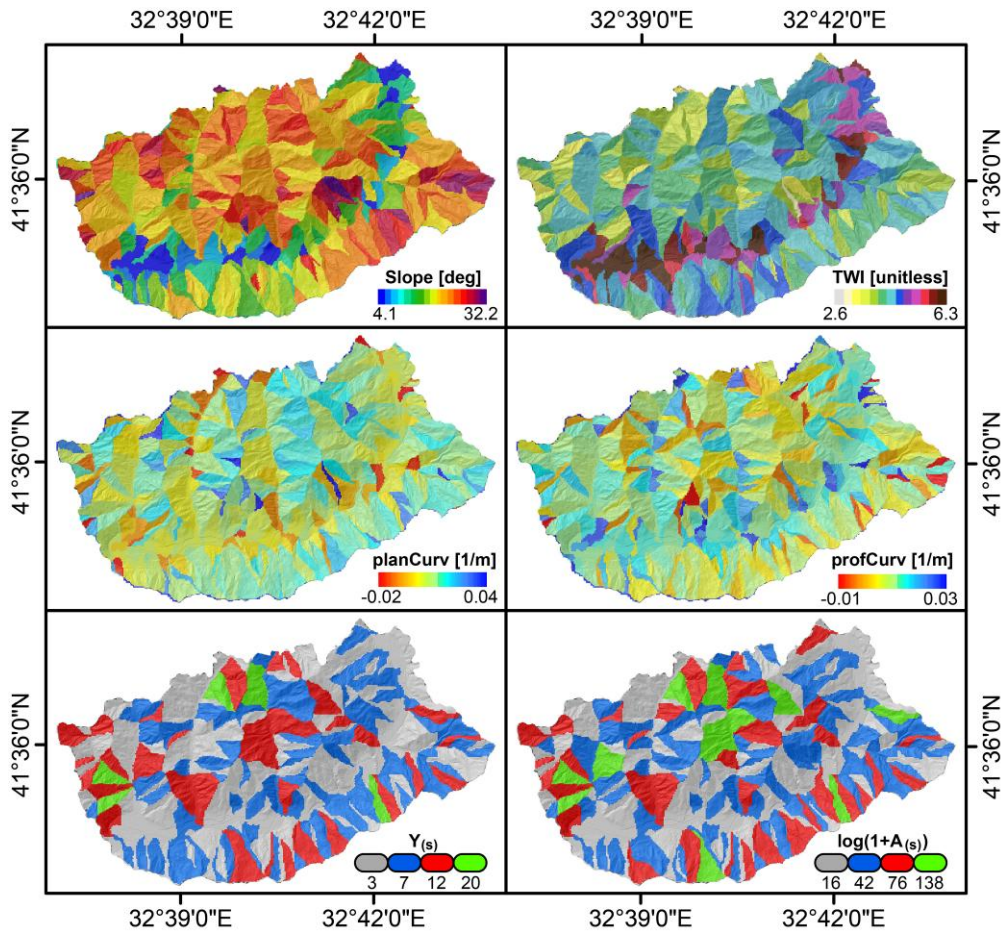 32°39'0"E 32°42'0"E 32°39'0"E 32°42'0"E
41°36'0"N 41°36'0"N
Slope [deg]
4.1 32.2
TWI [unitless]
2.6 6.3
41°36'0"N 41°36'0"N
planCurv [1/m]
-0.02 0.04
profCurv [1/m]
-0.01 0.03
41°36'0"N 41°36'0"N
Y(s)
3 7 12 20
log(1+A(s))
16 42 76 138
32°39'0"E 32°42'0"E 32°39'0"E 32°42'0"E